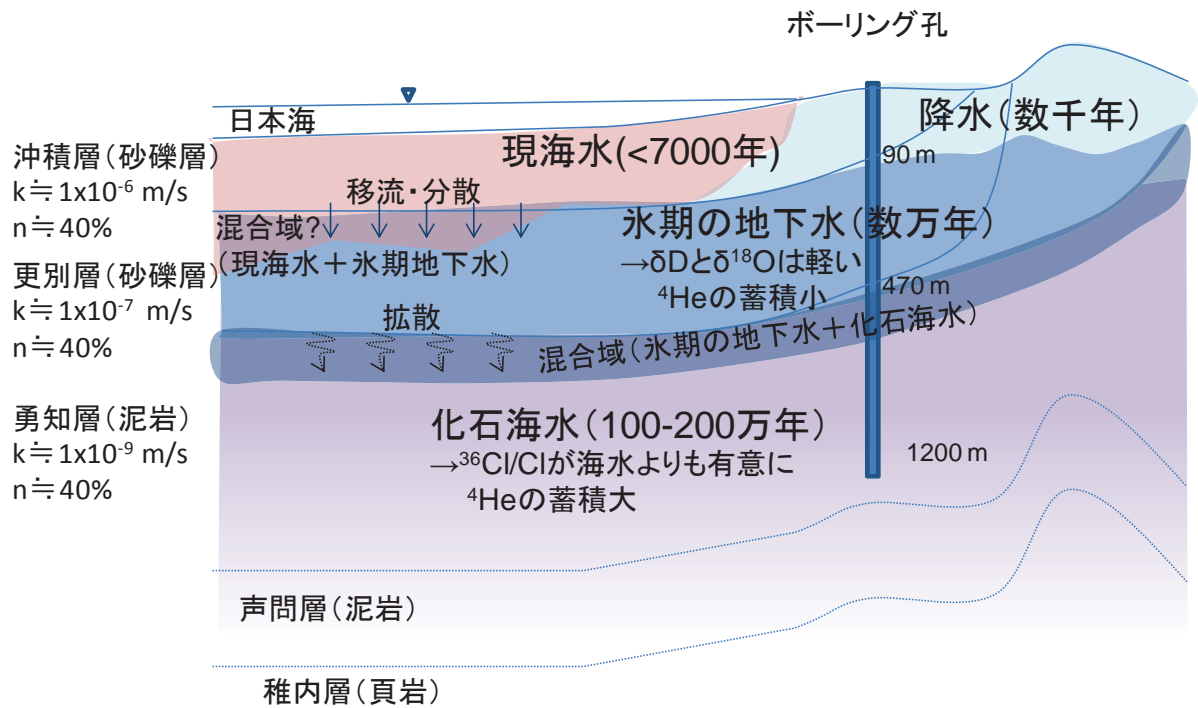 ボーリング孔
日本海
降水(数千年)
沖積層(砂礫層)
k≒1x10⁻⁶ m/s
n≒40%
現海水(<7000年)
90 m
移流・分散
混合域?
(現海水+氷期地下水)
氷期の地下水(数万年)
→δDとδ¹⁸Oは軽い
⁴Heの蓄積小
更別層(砂礫層)
k≒1x10⁻⁷ m/s
n≒40%
470 m
拡散
混合域(氷期の地下水+化石海水)
勇知層(泥岩)
k≒1x10⁻⁹ m/s
n≒40%
化石海水(100-200万年)
→³⁶Cl/Clが海水よりも有意に
⁴Heの蓄積大
1200 m
声問層(泥岩)
稚内層(頁岩)